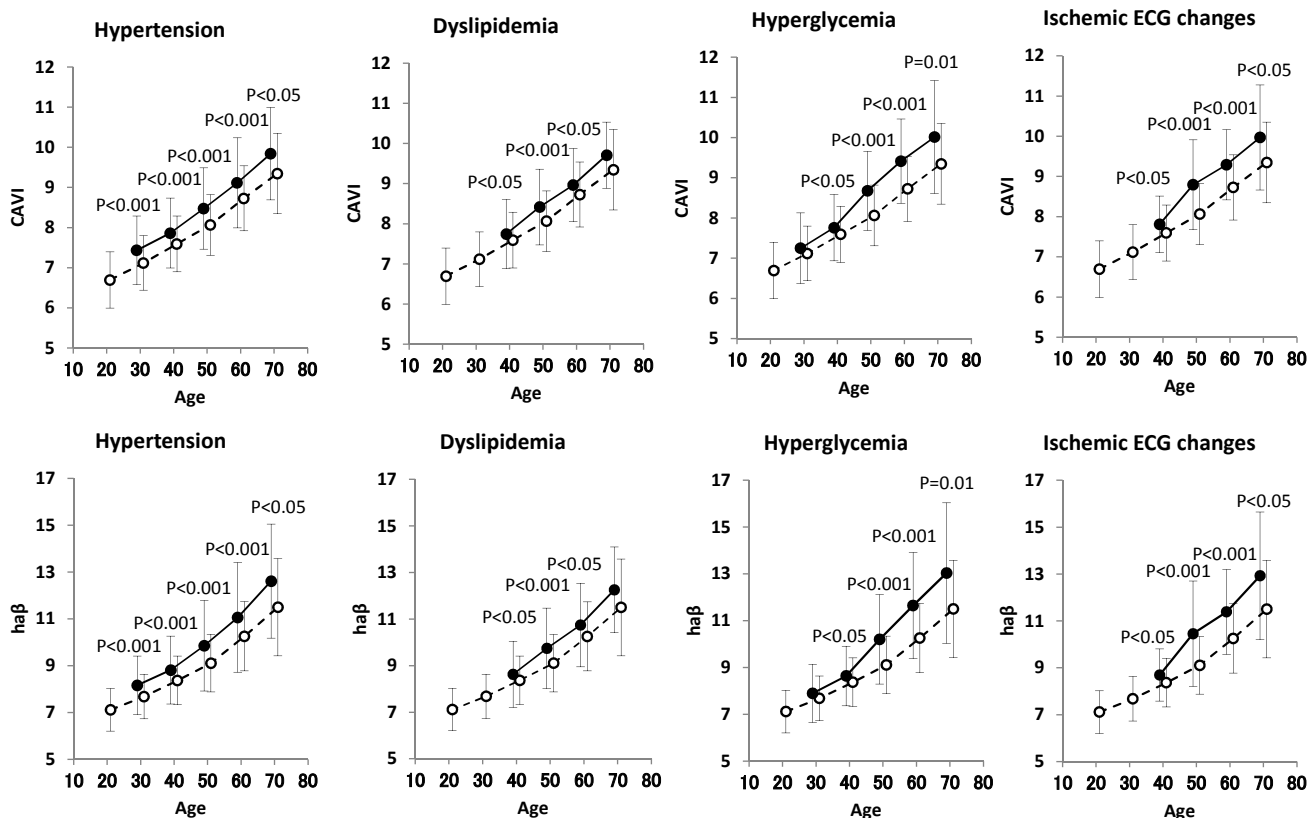 Hypertension
12
11
10
9
8
7
6
5
CAVI
P<0.001
P<0.001
P<0.001
P<0.001
P<0.05
10 20 30 40 50 60 70 80
Age
Dyslipidemia
12
11
10
9
8
7
6
5
CAVI
P<0.05
P<0.001
P<0.05
10 20 30 40 50 60 70 80
Age
Hyperglycemia
12
11
10
9
8
7
6
5
CAVI
P<0.05
P<0.001
P<0.001
P=0.01
10 20 30 40 50 60 70 80
Age
Ischemic ECG changes
12
11
10
9
8
7
6
5
CAVI
P<0.05
P<0.001
P<0.001
P<0.05
10 20 30 40 50 60 70 80
Age
Hypertension
17
15
13
11
9
7
5
haβ
P<0.001
P<0.001
P<0.001
P<0.001
P<0.05
10 20 30 40 50 60 70 80
Age
Dyslipidemia
17
15
13
11
9
7
5
haβ
P<0.05
P<0.001
P<0.05
10 20 30 40 50 60 70 80
Age
Hyperglycemia
17
15
13
11
9
7
5
haβ
P<0.05
P<0.001
P<0.001
P=0.01
10 20 30 40 50 60 70 80
Age
Ischemic ECG changes
17
15
13
11
9
7
5
haβ
P<0.05
P<0.001
P<0.001
P<0.05
10 20 30 40 50 60 70 80
Age